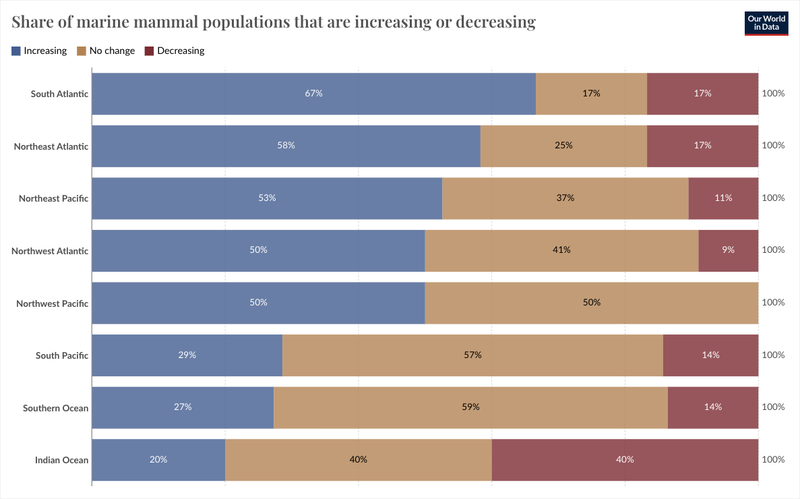 Share of marine mammal populations that are increasing or decreasing
Our World
in Data
Increasing No change Decreasing
South Atlantic 67% 17% 17% 100%
Northeast Atlantic 58% 25% 17% 100%
Northeast Pacific 53% 37% 11% 100%
Northwest Atlantic 50% 41% 9% 100%
Northwest Pacific 50% 50% 100%
South Pacific 29% 57% 14% 100%
Southern Ocean 27% 59% 14% 100%
Indian Ocean 20% 40% 40% 100%